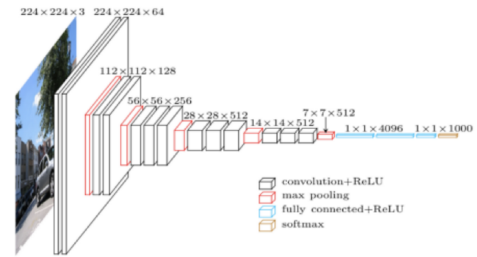 224×224×3
224×224×64
112×112×128
56×56×256
28×28×512
14×14×512
7×7×512
1×1×4096
1×1×1000
convolution+ReLU
max pooling
fully connected+ReLU
softmax